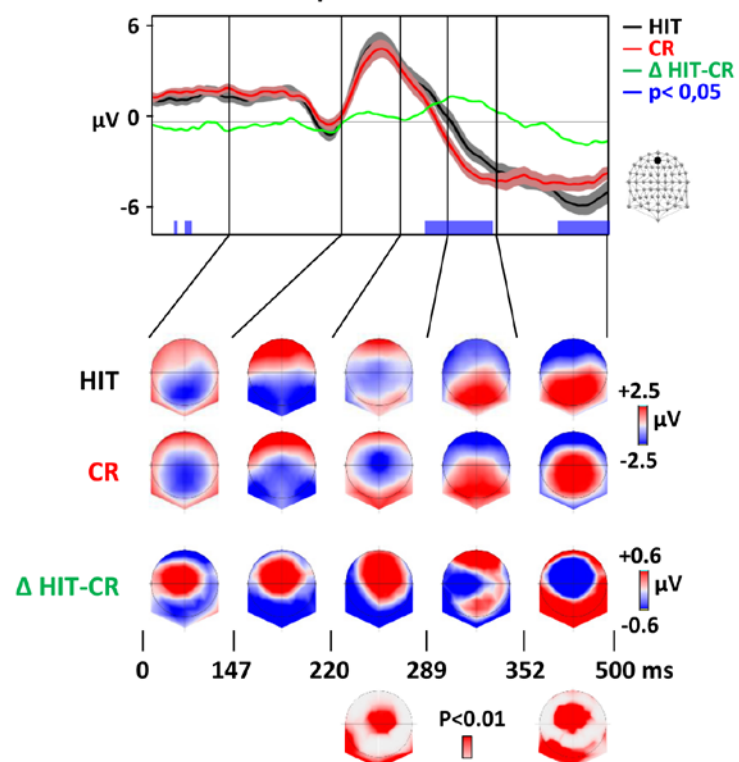 6
μV 0
-6
HIT
CR
Δ HIT-CR
p< 0,05
HIT
+2.5
μV
-2.5
CR
Δ HIT-CR
+0.6
μV
-0.6
0 147 220 289 352 500 ms
P<0.01